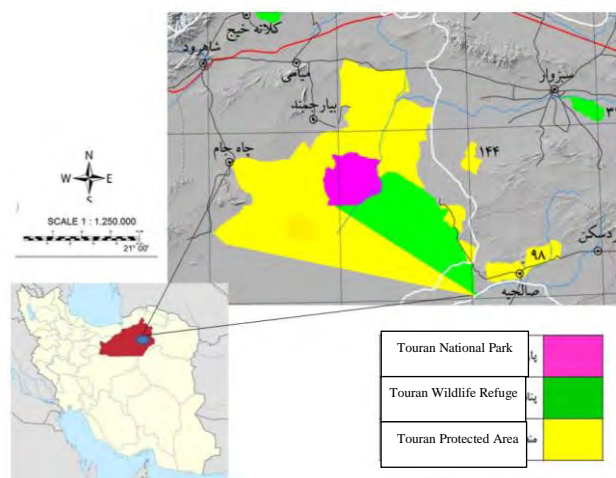 کلاته خیج
شاهرود
میامی
سبزوار
بیارجمند
چاه جام
۱۴۴
۹۸
دسکن
صالحیه
N
W E
S
SCALE 1 : 1.250.000
21° 00'
Touran National Park
Touran Wildlife Refuge
Touran Protected Area